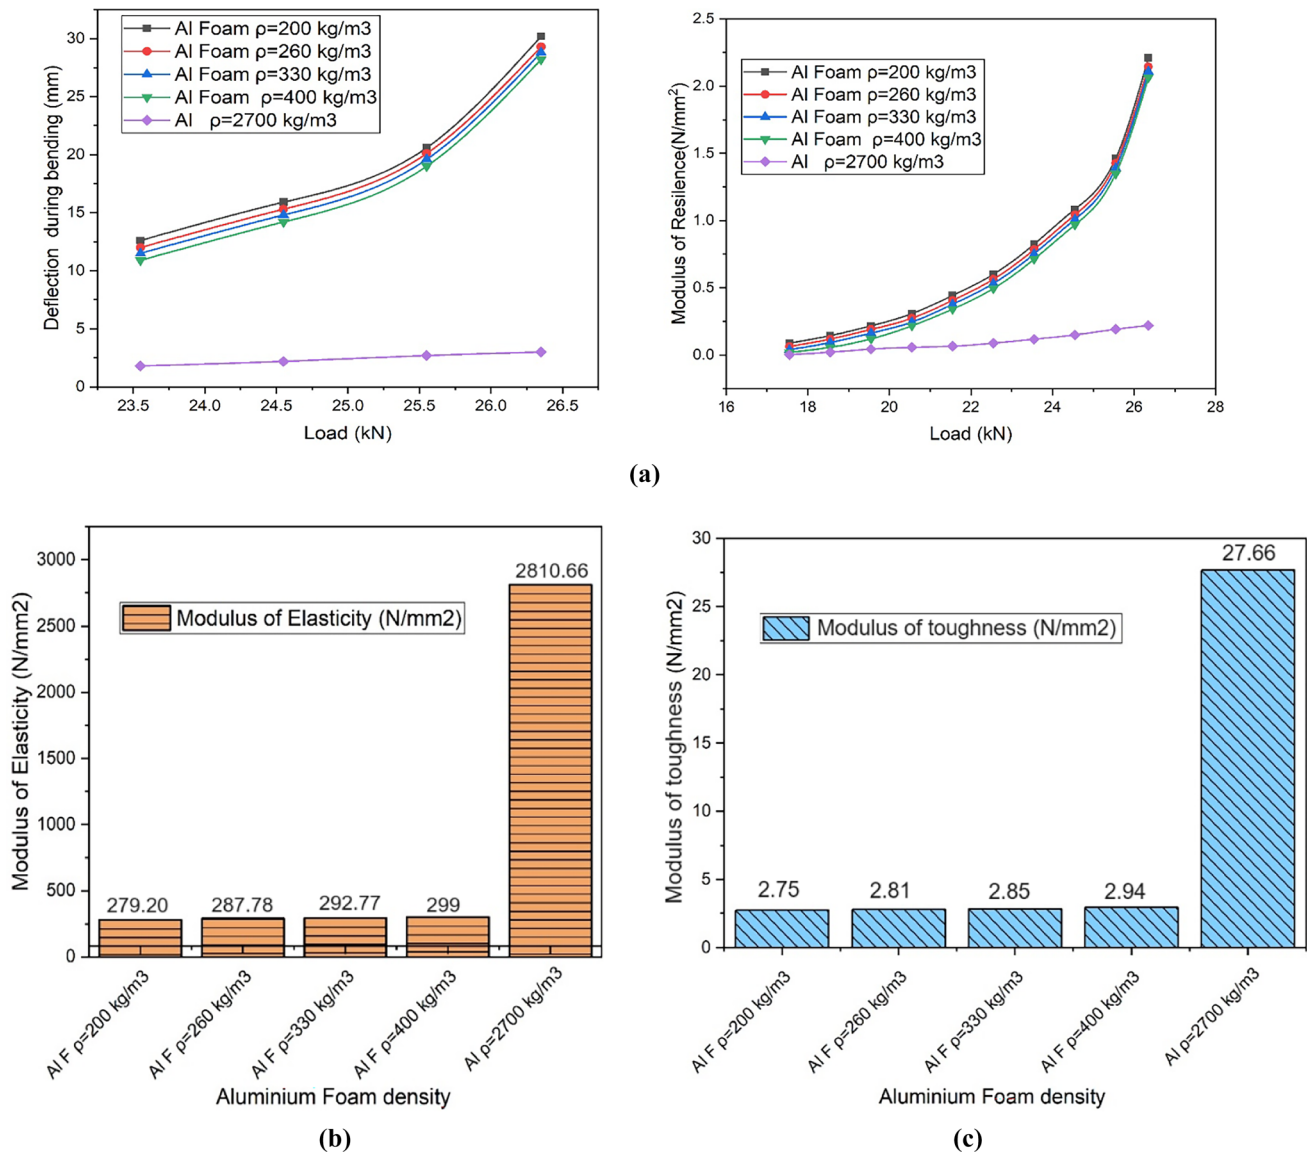 Al Foam ρ=200 kg/m3
Al Foam ρ=260 kg/m3
Al Foam ρ=330 kg/m3
Al Foam ρ=400 kg/m3
Al ρ=2700 kg/m3
30
25
20
15
10
5
0
Deflection during bending (mm)
23.5 24.0 24.5 25.0 25.5 26.0 26.5
Load (kN)
Al Foam ρ=200 kg/m3
Al Foam ρ=260 kg/m3
Al Foam ρ=330 kg/m3
Al Foam ρ=400 kg/m3
Al ρ=2700 kg/m3
2.5
2.0
1.5
1.0
0.5
0.0
Modulus of Resilence(N/mm2)
16 18 20 22 24 26 28
Load (kN)
(a)
3000
2500
2000
1500
1000
500
0
Modulus of Elasticity (N/mm2)
Modulus of Elasticity (N/mm2)
279.20 287.78 292.77 299 2810.66
Al F ρ=200 kg/m3
Al F ρ=260 kg/m3
Al F ρ=330 kg/m3
Al F ρ=400 kg/m3
Al ρ=2700 kg/m3
Aluminium Foam density
(b)
30
25
20
15
10
5
0
Modulus of toughness (N/mm2)
Modulus of toughness (N/mm2)
2.75 2.81 2.85 2.94 27.66
Al F ρ=200 kg/m3
Al F ρ=260 kg/m3
Al F ρ=330 kg/m3
Al F ρ=400 kg/m3
Al ρ=2700 kg/m3
Aluminium Foam density
(c)